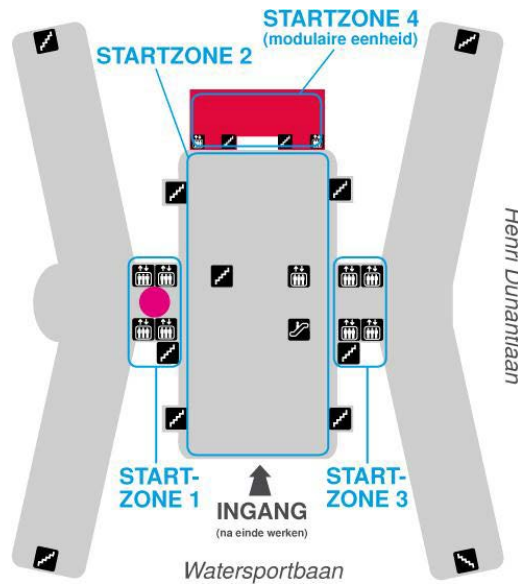 STARTZONE 4
(modulaire eenheid)
STARTZONE 2
Henri Dunantlaan
START-
ZONE 1
START-
ZONE 3
INGANG
(na einde werken)
Watersportbaan